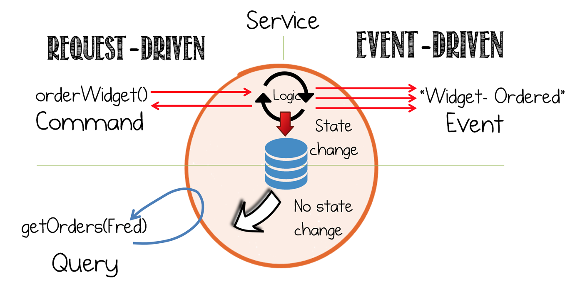 Service
REQUEST-DRIVEN
EVENT-DRIVEN
Logic
orderWidget()
"Widget- Ordered"
Command
State
change
Event
No state
change
getOrders(Fred)
Query